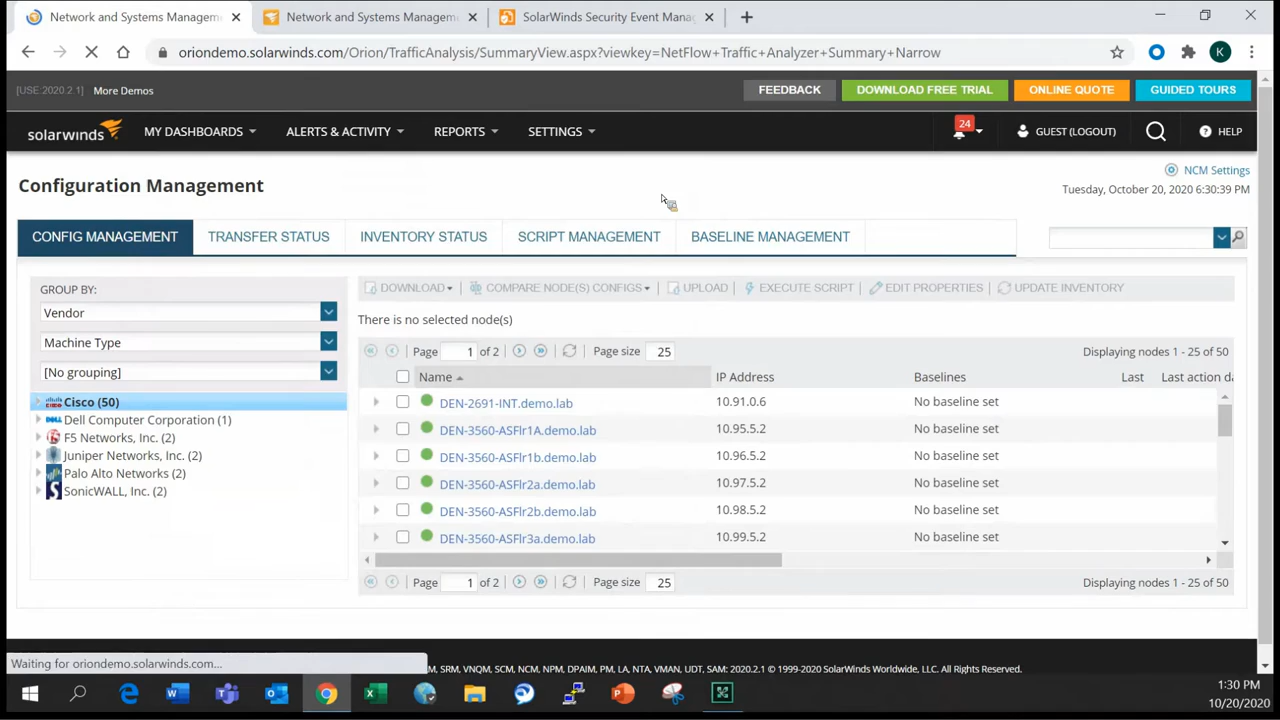 Network and Systems Management
Network and Systems Managem
SolarWinds Security Event Manag
oriondemo.solarwinds.com/Orion/TrafficAnalysis/SummaryView.aspx?viewkey=NetFlow+Traffic+Analyzer+Summary+Narrow
K
[USE:2020.2.1] More Demos
FEEDBACK
DOWNLOAD FREE TRIAL
ONLINE QUOTE
GUIDED TOURS
solarwinds
MY DASHBOARDS
ALERTS & ACTIVITY
REPORTS
SETTINGS
24
GUEST (LOGOUT)
HELP
Configuration Management
NCM Settings
Tuesday, October 20, 2020 6:30:39 PM
CONFIG MANAGEMENT
TRANSFER STATUS
INVENTORY STATUS
SCRIPT MANAGEMENT
BASELINE MANAGEMENT
GROUP BY:
Vendor
Machine Type
[No grouping]
Cisco (50)
Dell Computer Corporation (1)
F5 Networks, Inc. (2)
Juniper Networks, Inc. (2)
Palo Alto Networks (2)
SonicWALL, Inc. (2)
DOWNLOAD
COMPARE NODE(S) CONFIGS
UPLOAD
EXECUTE SCRIPT
EDIT PROPERTIES
UPDATE INVENTORY
There is no selected node(s)
Page 1 of 2 Page size 25 Displaying nodes 1 - 25 of 50
Name IP Address Baselines Last Last action da
DEN-2691-INT.demo.lab 10.91.0.6 No baseline set
DEN-3560-ASFlr1A.demo.lab 10.95.5.2 No baseline set
DEN-3560-ASFlr1b.demo.lab 10.96.5.2 No baseline set
DEN-3560-ASFlr2a.demo.lab 10.97.5.2 No baseline set
DEN-3560-ASFlr2b.demo.lab 10.98.5.2 No baseline set
DEN-3560-ASFlr3a.demo.lab 10.99.5.2 No baseline set
Page 1 of 2 Page size 25 Displaying nodes 1 - 25 of 50
Waiting for oriondemo.solarwinds.com...
M, SRM, VNQM, SCM, NCM, NPM, DPAIM, PM, LA, NTA, VMAN, UDT, SAM: 2020.2.1 © 1999-2020 SolarWinds Worldwide, LLC. All Rights Reserved.
1:30 PM
10/20/2020